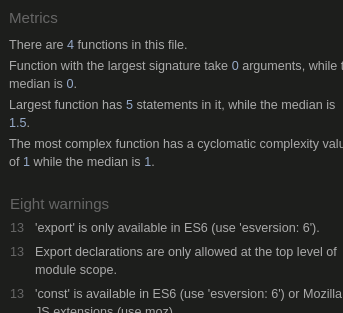 Metrics
There are 4 functions in this file.
Function with the largest signature take 0 arguments, while
median is 0.
Largest function has 5 statements in it, while the median is
1.5.
The most complex function has a cyclomatic complexity
of 1 while the median is 1.
Eight warnings
13 'export' is only available in ES6 (use 'esversion: 6').
13 Export declarations are only allowed at the top level of
module scope.
13 'const' is available in ES6 (use 'esversion: 6') or Mozilla
JS extensions (use moz).